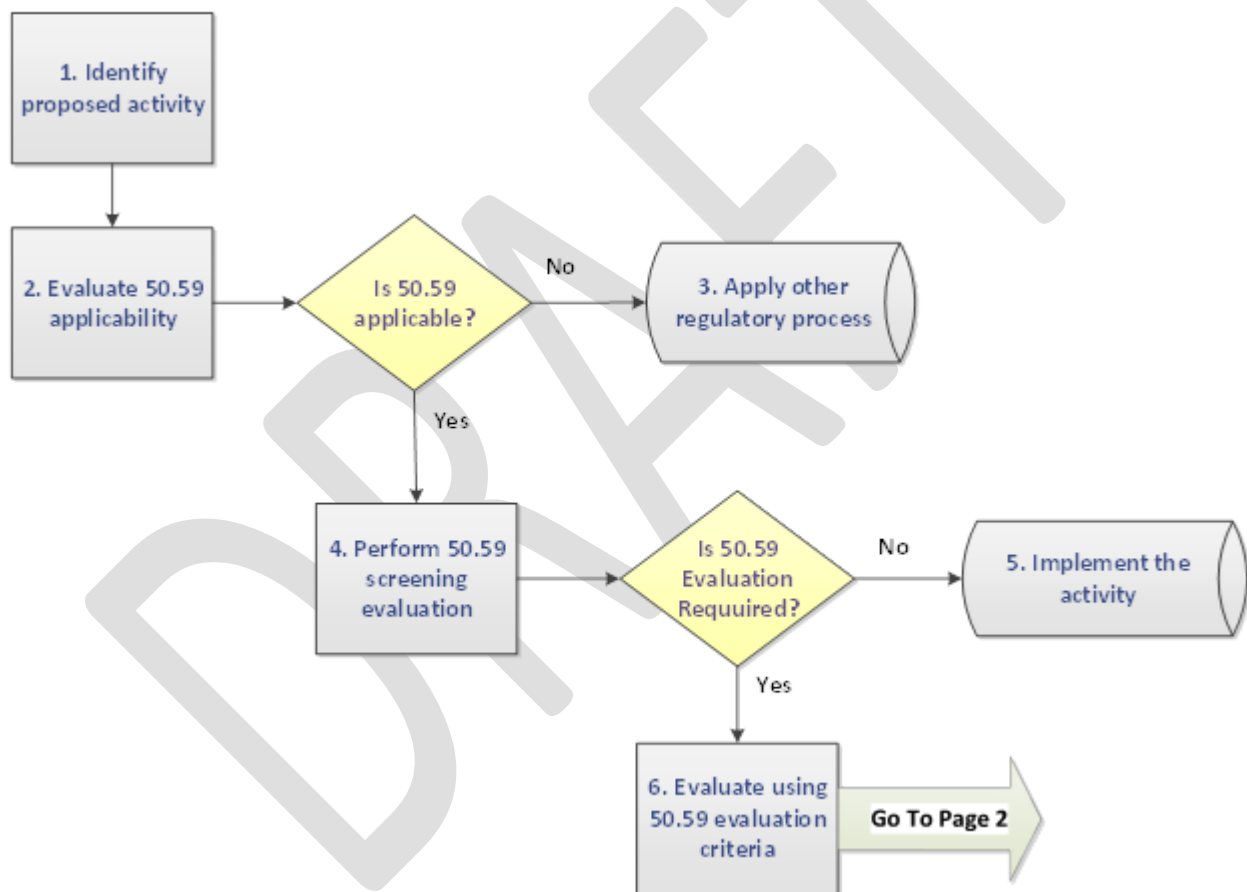 1. Identify
proposed activity
2. Evaluate 50.59
applicability
Is 50.59
applicable?
No
3. Apply other
regulatory process
Yes
4. Perform 50.59
screening
evaluation
Is 50.59
Evaluation
Requuired?
No
5. Implement the
activity
Yes
6. Evaluate using
50.59 evaluation
criteria
Go To Page 2
DRAFT